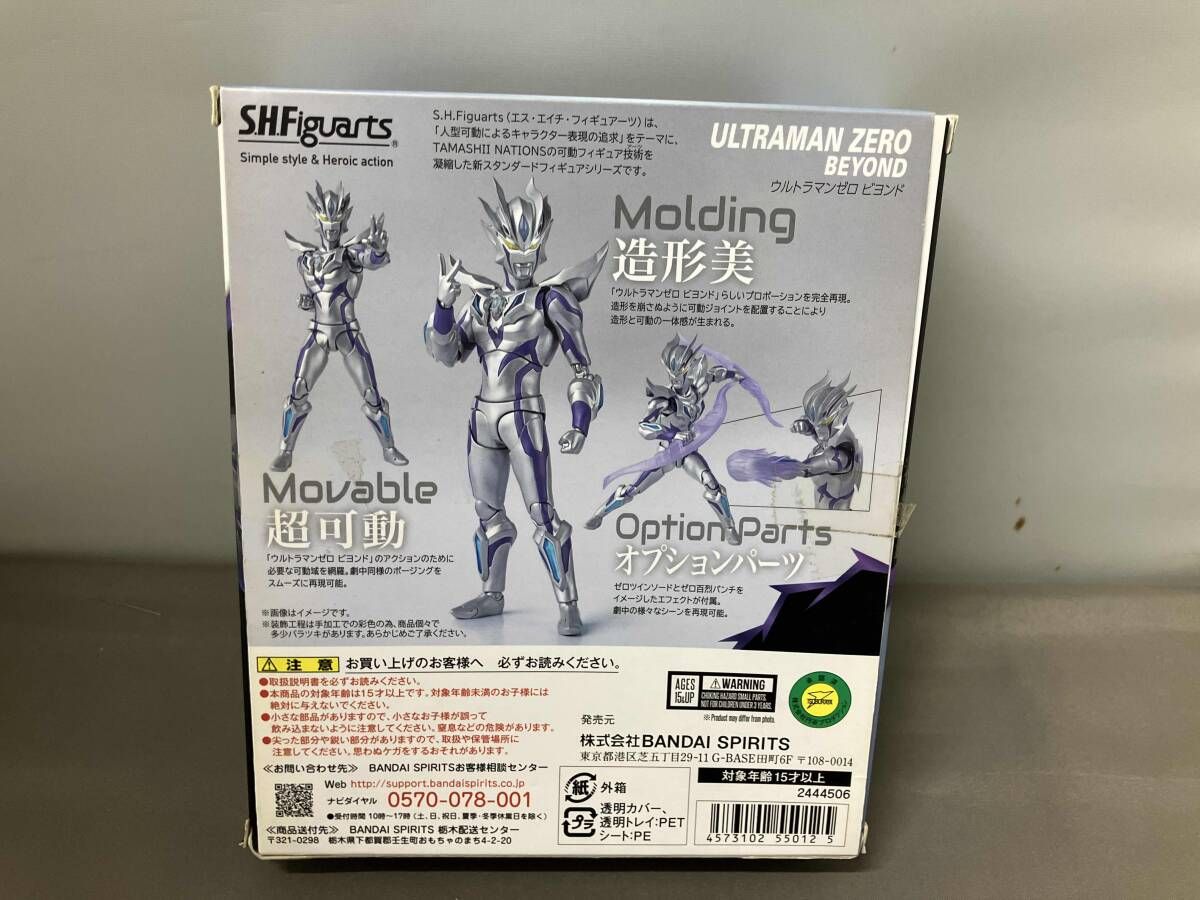 S.H.Figuarts
Simple style & Heroic action
S.H.Figuarts（エス・エイチ・フィギュアーツ）は、
「人型可動によるキャラクター表現の追求」をテーマに、
TAMASHII NATIONSの可動フィギュア技術を
凝縮した新スタンダードフィギュアシリーズです。
ULTRAMAN ZERO
BEYOND
ウルトラマンゼロ ビヨンド
Molding
造形美
「ウルトラマンゼロ ビヨンド」らしいプロポーションを完全再現。
造形を崩さぬように可動ジョイントを配置することにより
造形と可動の一体感が生まれる。
Movable
超可動
「ウルトラマンゼロ ビヨンド」のアクションのために
必要な可動域を網羅。劇中同様のポージングを
スムーズに再現可能。
Option Parts
オプションパーツ
ゼロツインソードとゼロ百烈パンチを
イメージしたエフェクトが付属。
劇中の様々なシーンを再現可能。
※画像はイメージです。
※装飾工程は手加工での彩色の為、商品個々で
多少バラツキがあります。あらかじめご了承ください。
注意 お買い上げのお客様へ 必ずお読みください。
●取扱説明書を必ずお読みください。
●本商品の対象年齢は15才以上です。対象年齢未満のお子様には
絶対に与えないでください。
●小さな部品がありますので、小さなお子様が誤って
飲み込まないように注意してください。窒息などの危険があります。
●尖った部分や鋭い部分がありますので、取扱や保管場所に
注意してください。思わぬケガをするおそれがあります。
≪お問い合わせ先≫ BANDAI SPIRITSお客様相談センター
Web http://support.bandaispirits.co.jp
ナビダイヤル 0570-078-001
●受付時間 10時～17時（土、日、祝日、夏季・冬季休業日を除く）
≪商品送付先≫ BANDAI SPIRITS 栃木配送センター
〒321-0298 栃木県下都賀郡壬生町おもちゃのまち4-2-20
AGES
15&UP
WARNING
CHOKING HAZARD SMALL PARTS.
NOT FOR CHILDREN UNDER 3 YEARS.
※Product may differ from photo.
発売元
株式会社BANDAI SPIRITS
東京都港区芝五丁目29-11 G-BASE田町6F 〒108-0014
紙 外箱
プラ 透明カバー、
透明トレイ:PET
シート:PE
対象年齢15才以上
2444506
4573102 55012 5